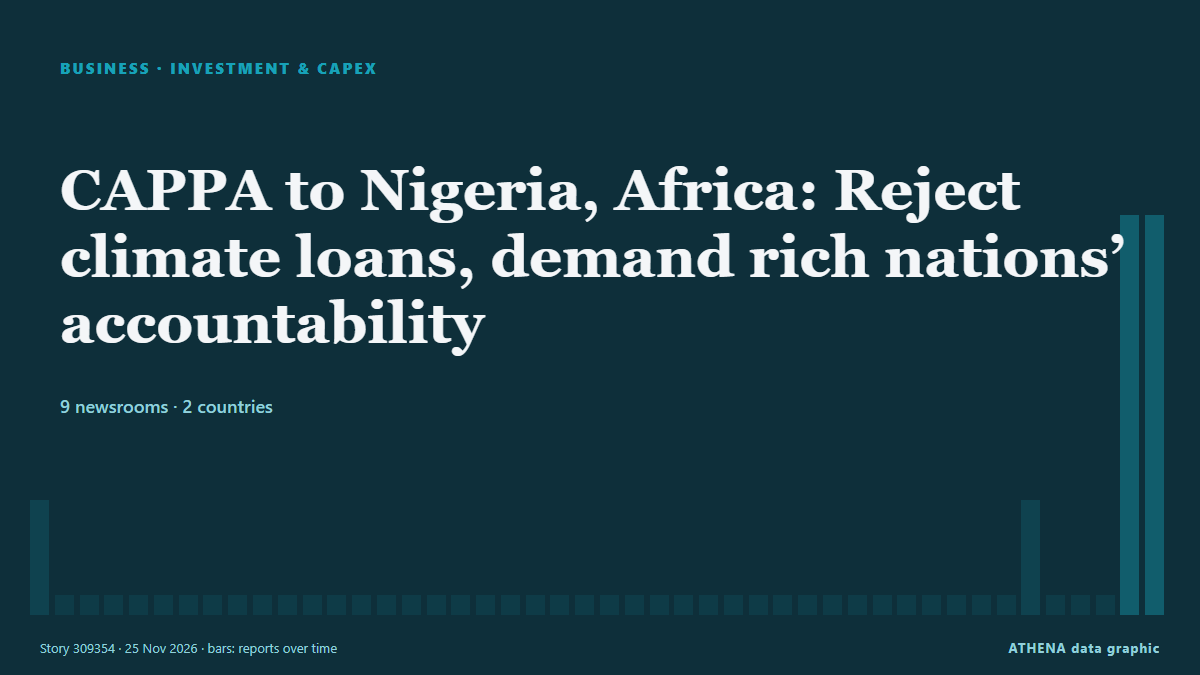 BUSINESS · INVESTMENT & CAPEX
CAPPA to Nigeria, Africa: Reject
climate loans, demand rich nations’
accountability
9 newsrooms · 2 countries
Story 309354 · 25 Nov 2026 · bars: reports over time
ATHENA data graphic